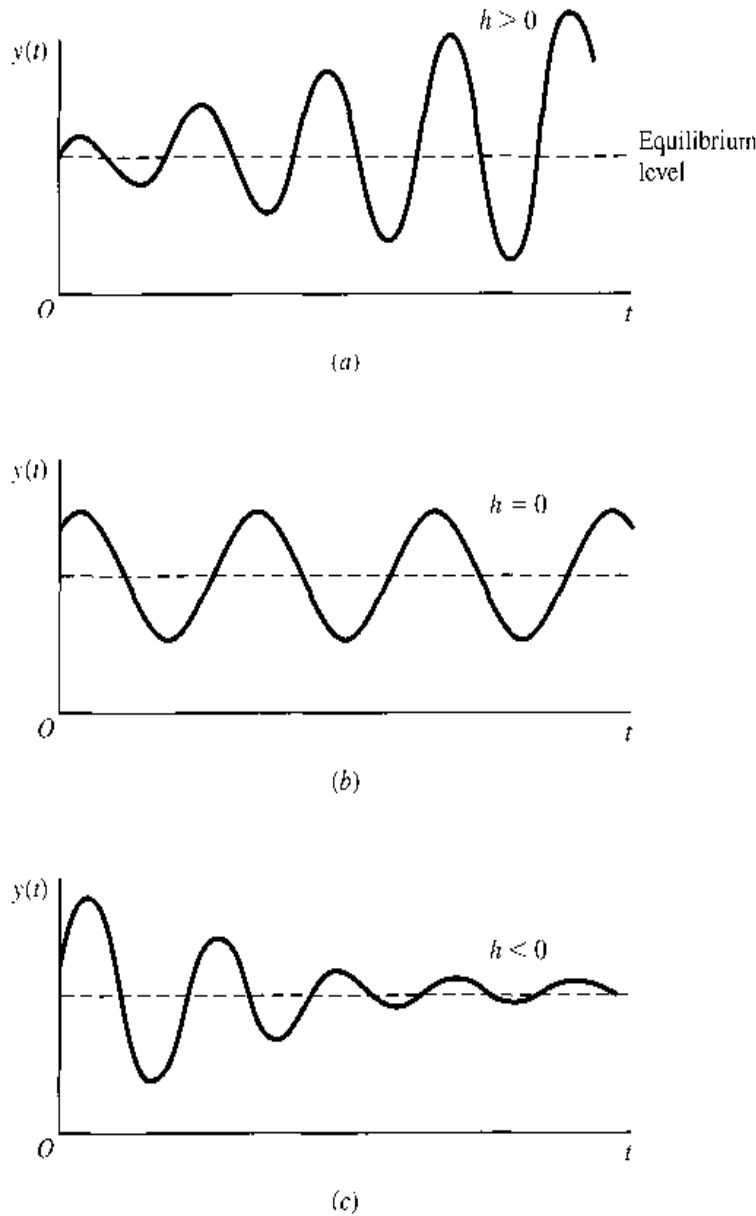 h > 0
y(t)
Equilibrium
level
O
t
(a)
y(t)
h = 0
O
t
(b)
y(t)
h < 0
O
t
(c)